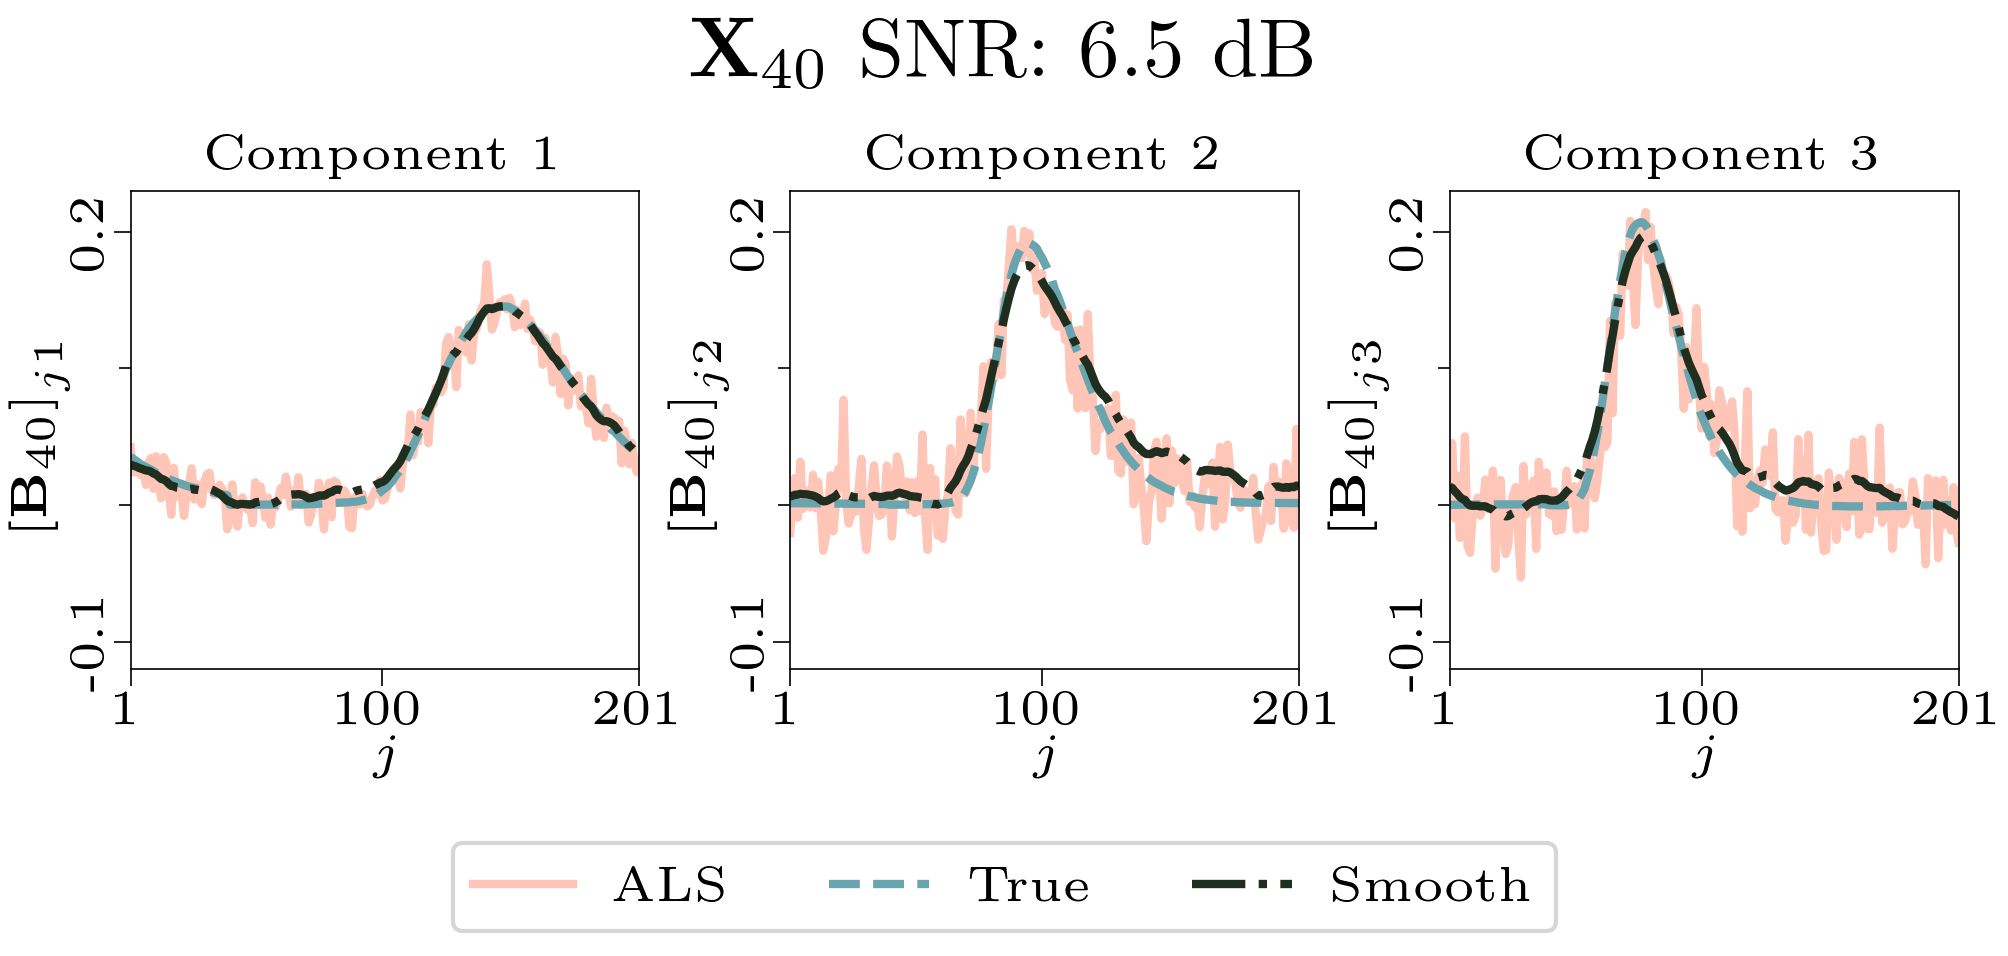 X₄₀ SNR: 6.5 dB
Component 1
Component 2
Component 3
[B₄₀]ⱼ₁
0.2
-0.1
1
100
201
j
[B₄₀]ⱼ₂
0.2
-0.1
1
100
201
j
[B₄₀]ⱼ₃
0.2
-0.1
1
100
201
j
ALS
True
Smooth